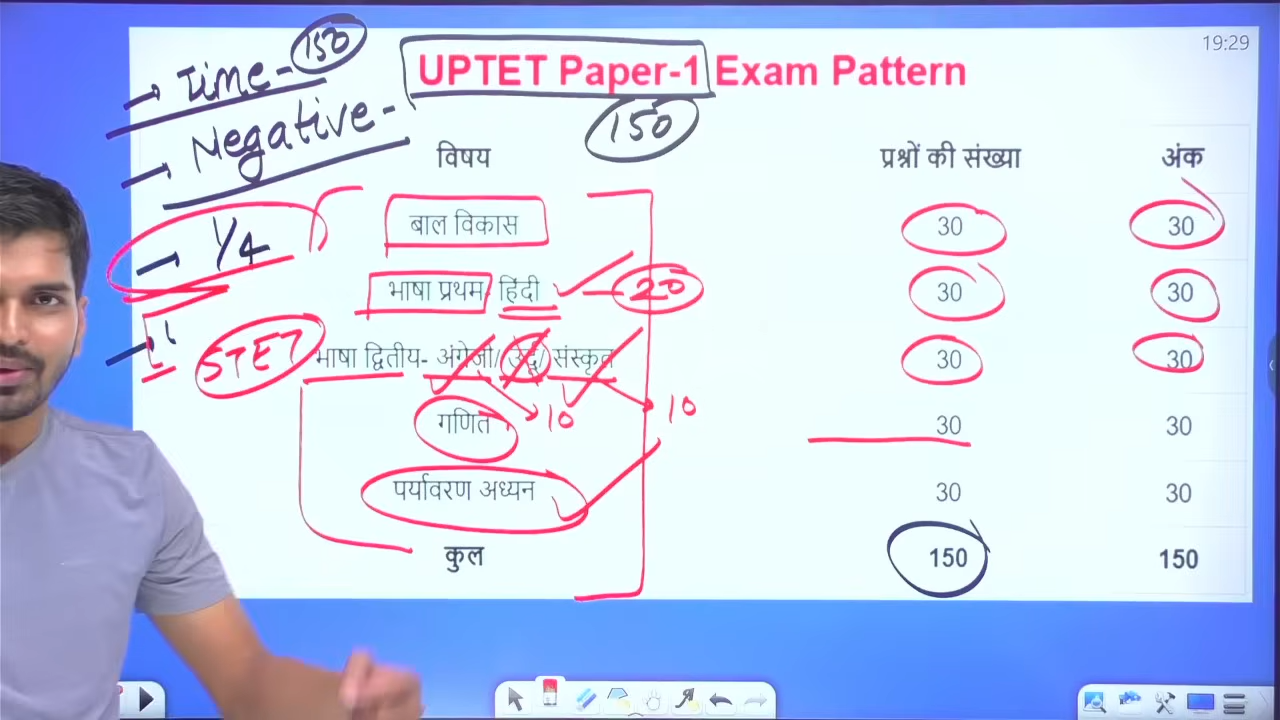 19:29
Time - 150
UPTET Paper-1 Exam Pattern
Negative -
150
विषय प्रश्नों की संख्या अंक
1/4
बाल विकास 30 30
भाषा प्रथम हिंदी 20 30 30
STET
भाषा द्वितीय- अंग्रेजी/ उर्दू/ संस्कृत 30 30
10 10
गणित 30 30
पर्यावरण अध्यन 30 30
कुल 150 150